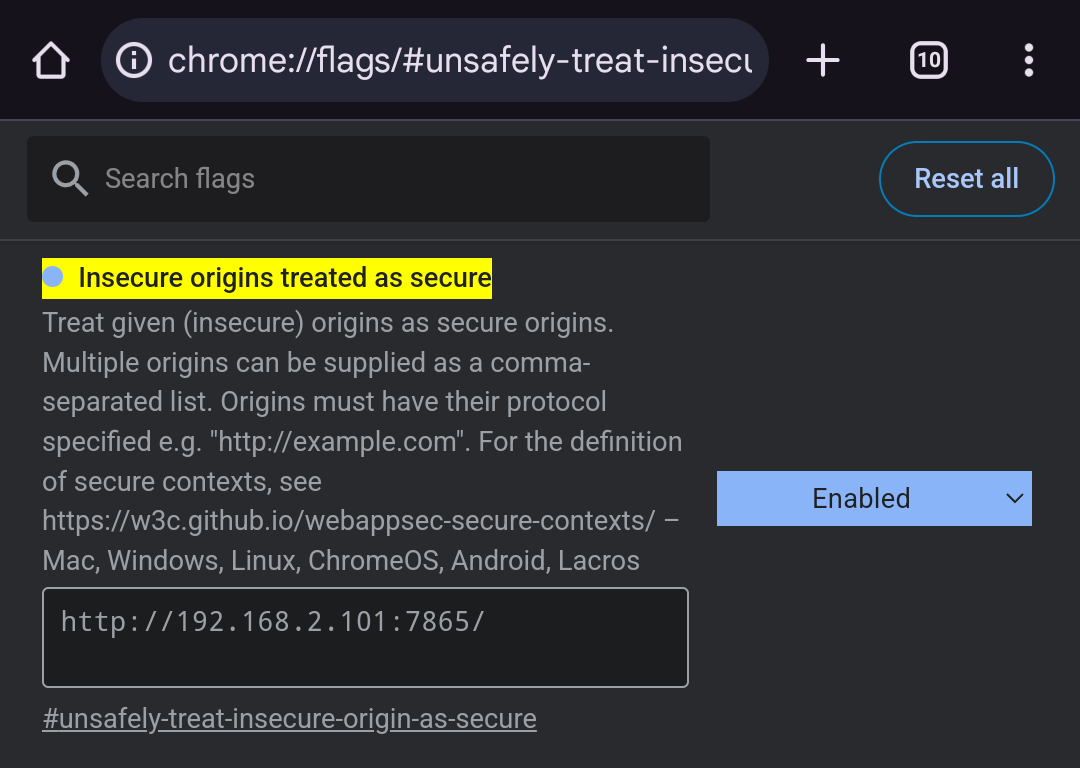 chrome://flags/#unsafely-treat-insecu
10
Search flags
Reset all
Insecure origins treated as secure
Treat given (insecure) origins as secure origins.
Multiple origins can be supplied as a comma-
separated list. Origins must have their protocol
specified e.g. "http://example.com". For the definition
of secure contexts, see
https://w3c.github.io/webappsec-secure-contexts/ –
Mac, Windows, Linux, ChromeOS, Android, Lacros
Enabled
http://192.168.2.101:7865/
#unsafely-treat-insecure-origin-as-secure